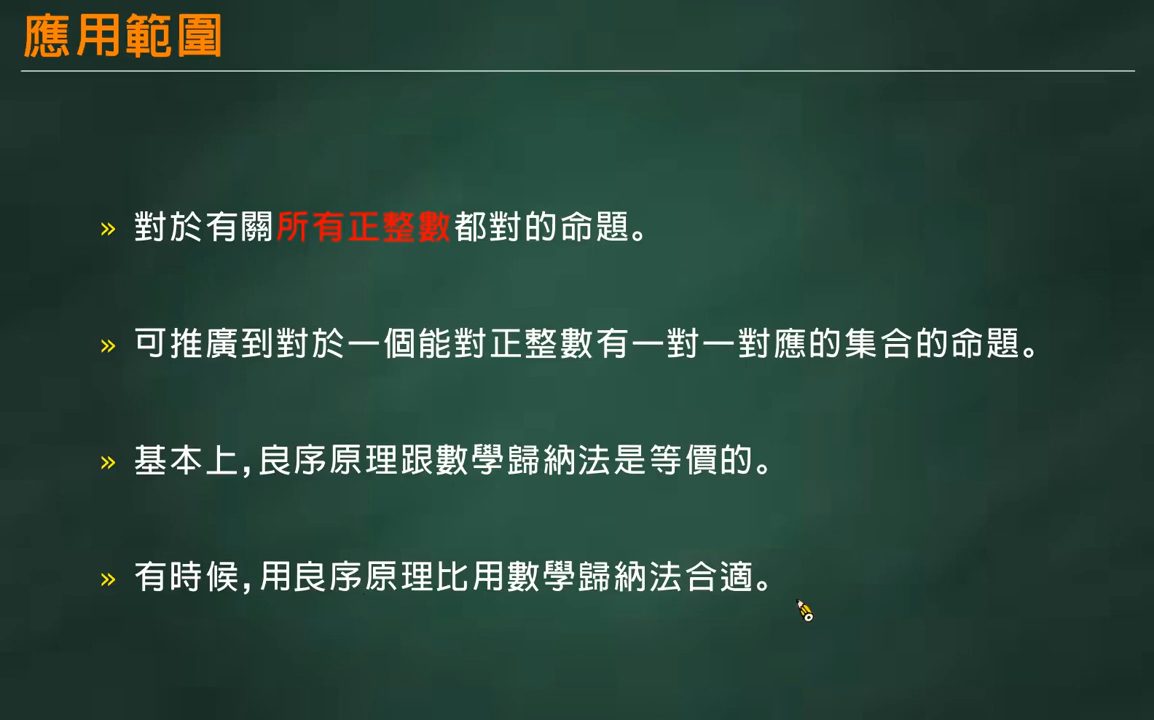 應用範圍
» 對於有關所有正整數都對的命題。
» 可推廣到對於一個能對正整數有一對一對應的集合的命題。
» 基本上,良序原理跟數學歸納法是等價的。
» 有時候,用良序原理比用數學歸納法合適。